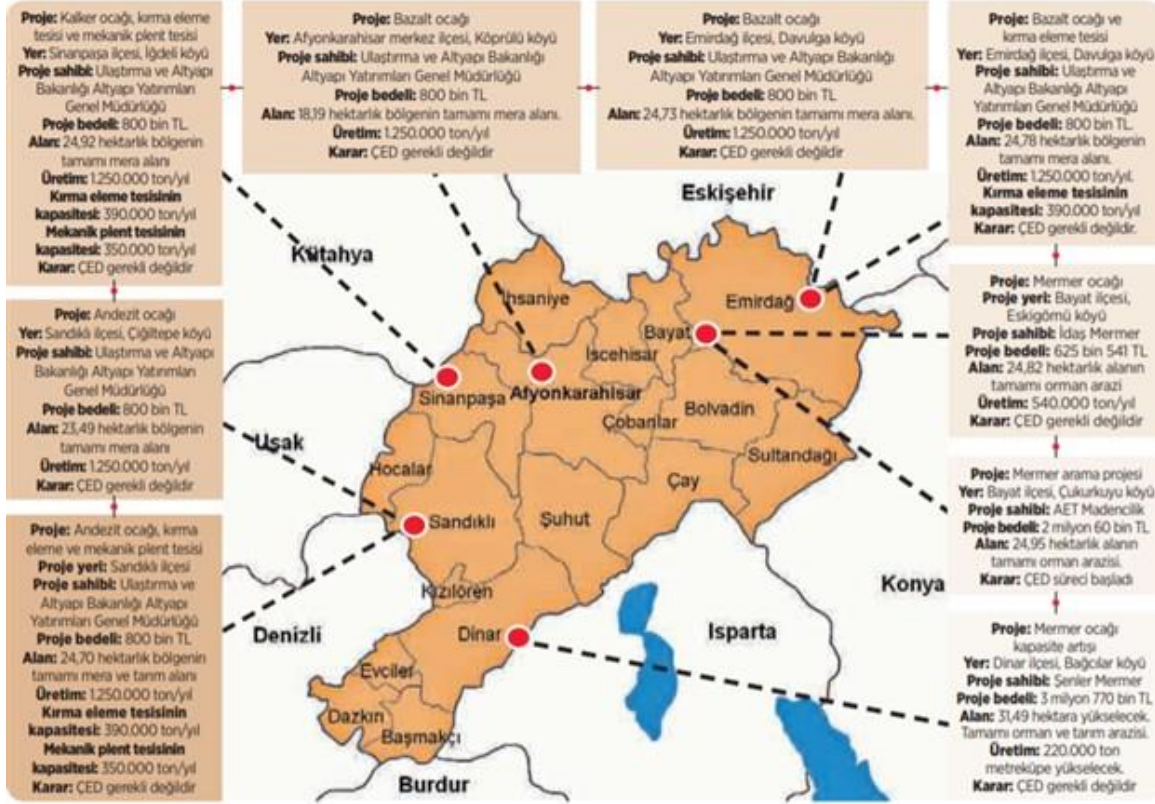 Proje: Kalker ocağı, kırma eleme
tesisi ve mekanik plent tesisi
Yer: Sinanpaşa ilçesi, İğdeli köyü
Proje sahibi: Ulaştırma ve Altyapı
Bakanlığı Altyapı Yatırımları
Genel Müdürlüğü
Proje bedeli: 800 bin TL.
Alan: 24,92 hektarlık bölgenin
tamamı mera alanı
Üretim: 1.250.000 ton/yıl
Kırma eleme tesisinin
kapasitesi: 390.000 ton/yıl
Mekanik plent tesisinin
kapasitesi: 350.000 ton/yıl
Karar: ÇED gerekli değildir
Proje: Bazalt ocağı
Yer: Afyonkarahisar merkez ilçesi, Köprülü köyü
Proje sahibi: Ulaştırma ve Altyapı Bakanlığı
Altyapı Yatırımları Genel Müdürlüğü
Proje bedeli: 800 bin TL
Alan: 18,19 hektarlık bölgenin tamamı mera alanı.
Üretim: 1.250.000 ton/yıl
Karar: ÇED gerekli değildir
Proje: Bazalt ocağı
Yer: Emirdağ ilçesi, Davulga köyü
Proje sahibi: Ulaştırma ve Altyapı Bakanlığı
Altyapı Yatırımları Genel Müdürlüğü
Proje bedeli: 800 bin TL
Alan: 24,73 hektarlık bölgenin tamamı mera alanı.
Üretim: 1.250.000 ton/yıl
Karar: ÇED gerekli değildir
Proje: Bazalt ocağı ve
kırma eleme tesisi
Yer: Emirdağ ilçesi, Davulga köyü
Proje sahibi: Ulaştırma ve
Altyapı Bakanlığı Altyapı
Yatırımları Genel Müdürlüğü
Proje bedeli: 800 bin TL.
Alan: 24,78 hektarlık bölgenin
tamamı mera alanı.
Üretim: 1.250.000 ton/yıl.
Kırma eleme tesisinin
kapasitesi: 390.000 ton/yıl
Karar: ÇED gerekli değildir.
Proje: Andezit ocağı
Yer: Sandıklı ilçesi, Çiğiltepe köyü
Proje sahibi: Ulaştırma ve Altyapı
Bakanlığı Altyapı Yatırımları
Genel Müdürlüğü
Proje bedeli: 800 bin TL
Alan: 23,49 hektarlık bölgenin
tamamı mera alanı
Üretim: 1.250.000 ton/yıl
Karar: ÇED gerekli değildir
Proje: Andezit ocağı, kırma
eleme ve mekanik plent tesisi
Proje yeri: Sandıklı ilçesi
Proje sahibi: Ulaştırma ve
Altyapı Bakanlığı Altyapı
Yatırımları Genel Müdürlüğü
Proje bedeli: 800 bin TL
Alan: 24,70 hektarlık bölgenin
tamamı mera ve tarım alanı
Üretim: 1.250.000 ton/yıl
Kırma eleme tesisinin
kapasitesi: 390.000 ton/yıl
Mekanik plent tesisinin
kapasitesi: 350.000 ton/yıl
Karar: ÇED gerekli değildir
Proje: Mermer ocağı
Proje yeri: Bayat ilçesi,
Eskigömü köyü
Proje sahibi: İdaş Mermer
Proje bedeli: 625 bin 541 TL
Alan: 24,82 hektarlık alanın
tamamı orman arazi
Üretim: 540.000 ton/yıl
Karar: ÇED gerekli değildir
Proje: Mermer arama projesi
Yer: Bayat ilçesi, Çukurkuyu köyü
Proje sahibi: AET Madencilik
Proje bedeli: 2 milyon 60 bin TL
Alan: 24,95 hektarlık alanın
tamamı orman arazisi.
Karar: ÇED süreci başladı
Proje: Mermer ocağı
kapasite artışı
Yer: Dinar ilçesi, Bağcılar köyü
Proje sahibi: Şenler Mermer
Proje bedeli: 3 milyon 770 bin TL
Alan: 31,49 hektara yükselecek.
Tamamı orman ve tarım arazisi.
Üretim: 220.000 ton
metreküpe yükselecek.
Karar: ÇED gerekli değildir
Eskişehir
Kütahya
İhsaniye
Emirdağ
Bayat
İscehisar
Sinanpaşa
Afyonkarahisar
Çobanlar
Bolvadin
Uşak
Sultandağı
Hocalar
Çay
Sandıklı
Şuhut
Konya
Kızılören
Denizli
Dinar
Isparta
Evciler
Dazkırı
Başmakçı
Burdur